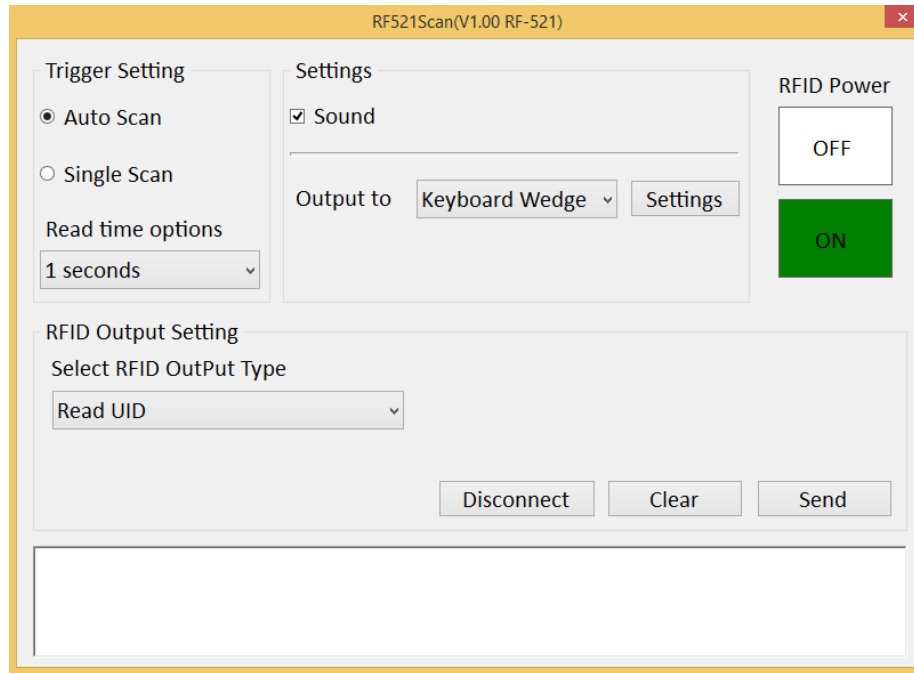 RF521Scan(V1.00 RF-521)
Trigger Setting
Auto Scan
Single Scan
Read time options
1 seconds
Settings
Sound
Output to
Keyboard Wedge
Settings
RFID Power
OFF
ON
RFID Output Setting
Select RFID OutPut Type
Read UID
Disconnect
Clear
Send